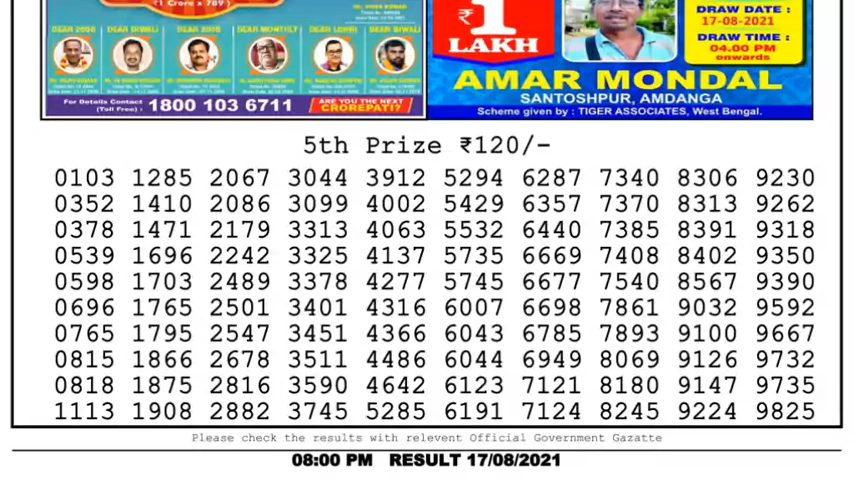 (₹1 Crore x 789)
DEAR 2000 DEAR DIWALI DEAR 2000 DEAR MONTHLY DEAR LOHRI DEAR DIWALI
For Details Contact (Toll Free) : 1800 103 6711
ARE YOU THE NEXT CROREPATI?
₹1 LAKH
DRAW DATE :
17-08-2021
DRAW TIME :
04.00 PM
onwards
AMAR MONDAL
SANTOSHPUR, AMDANGA
Scheme given by : TIGER ASSOCIATES, West Bengal.
5th Prize ₹120/-
0103 1285 2067 3044 3912 5294 6287 7340 8306 9230
0352 1410 2086 3099 4002 5429 6357 7370 8313 9262
0378 1471 2179 3313 4063 5532 6440 7385 8391 9318
0539 1696 2242 3325 4137 5735 6669 7408 8402 9350
0598 1703 2489 3378 4277 5745 6677 7540 8567 9390
0696 1765 2501 3401 4316 6007 6698 7861 9032 9592
0765 1795 2547 3451 4366 6043 6785 7893 9100 9667
0815 1866 2678 3511 4486 6044 6949 8069 9126 9732
0818 1875 2816 3590 4642 6123 7121 8180 9147 9735
1113 1908 2882 3745 5285 6191 7124 8245 9224 9825
Please check the results with relevent Official Government Gazatte
08:00 PM RESULT 17/08/2021